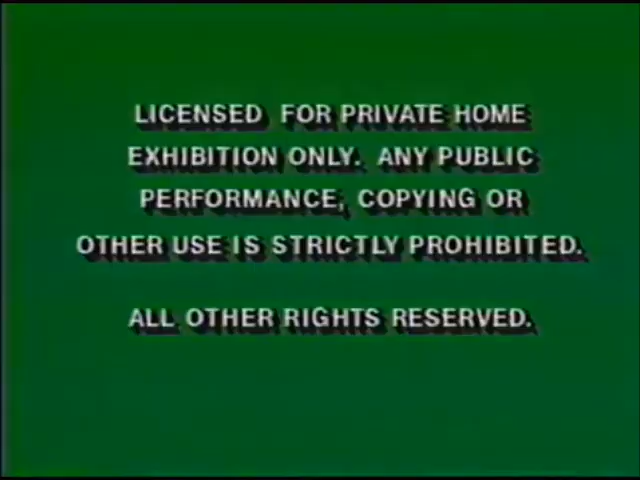 LICENSED FOR PRIVATE HOME
EXHIBITION ONLY. ANY PUBLIC
PERFORMANCE, COPYING OR
OTHER USE IS STRICTLY PROHIBITED.
ALL OTHER RIGHTS RESERVED.